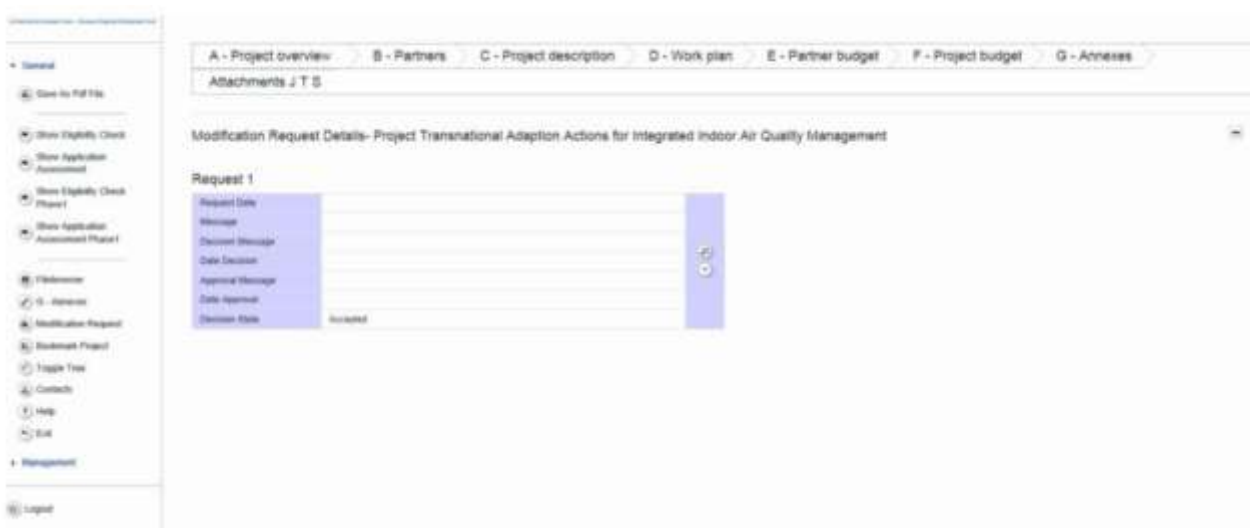 General
Save As Pdf File
Show Eligibility Check
Show Application
Assessment
Show Eligibility Check
Phase1
Show Application
Assessment Phase1
Filebrowser
G - Annexes
Modification Request
Bookmark Project
Toggle Tree
Contacts
Help
Exit
Management
Logout
A - Project overview B - Partners C - Project description D - Work plan E - Partner budget F - Project budget G - Annexes
Attachments J T S
Modification Request Details- Project Transnational Adaption Actions for Integrated Indoor Air Quality Management
Request 1
Request Date
Message
Decision Message
Date Decision
Approval Message
Date Approval
Decision State Accepted